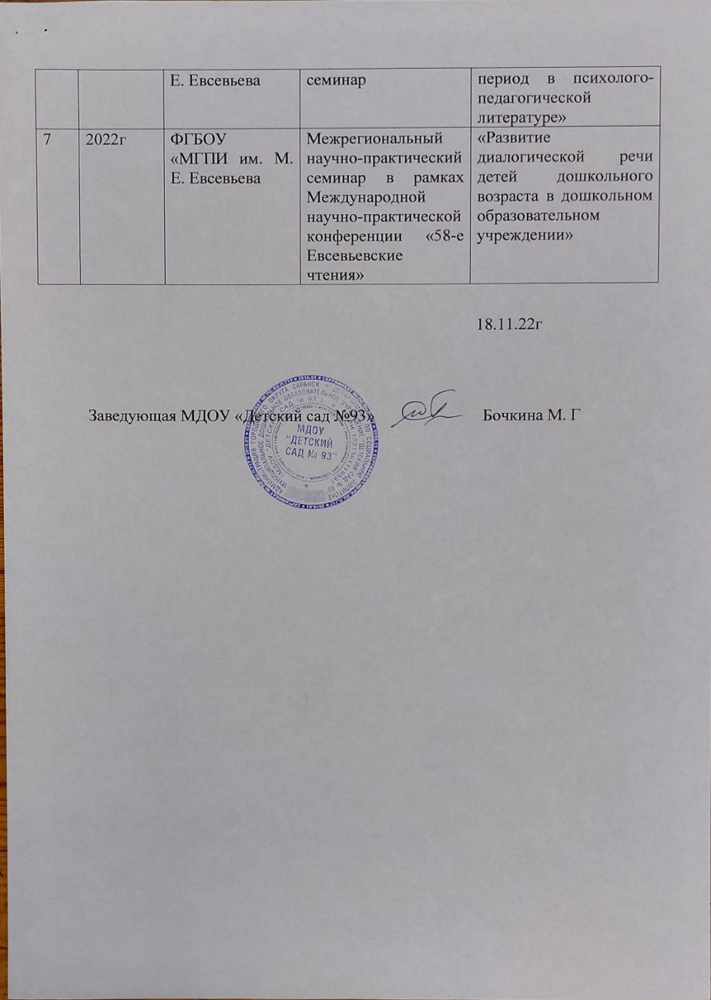 Е. Евсевьева
семинар
период в психолого-
педагогической
литературе»
7
2022г
ФГБОУ
«МГПИ им. М.
Е. Евсевьева
Межрегиональный
научно-практический
семинар в рамках
Международной
научно-практической
конференции «58-е
Евсевьевские
чтения»
«Развитие
диалогической речи
детей дошкольного
возраста в дошкольном
образовательном
учреждении»
18.11.22г
Заведующая МДОУ «Детский сад №93»
Бочкина М. Г
МДОУ
"ДЕТСКИЙ
САД № 93"